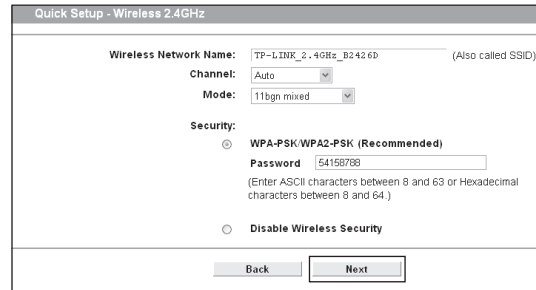 Quick Setup - Wireless 2.4GHz
Wireless Network Name: TP-LINK_2.4GHz_B2426D (Also called SSID)
Channel: Auto
Mode: 11bgn mixed
Security:
WPA-PSK/WPA2-PSK (Recommended)
Password 54158788
(Enter ASCII characters between 8 and 63 or Hexadecimal
characters between 8 and 64.)
Disable Wireless Security
Back Next